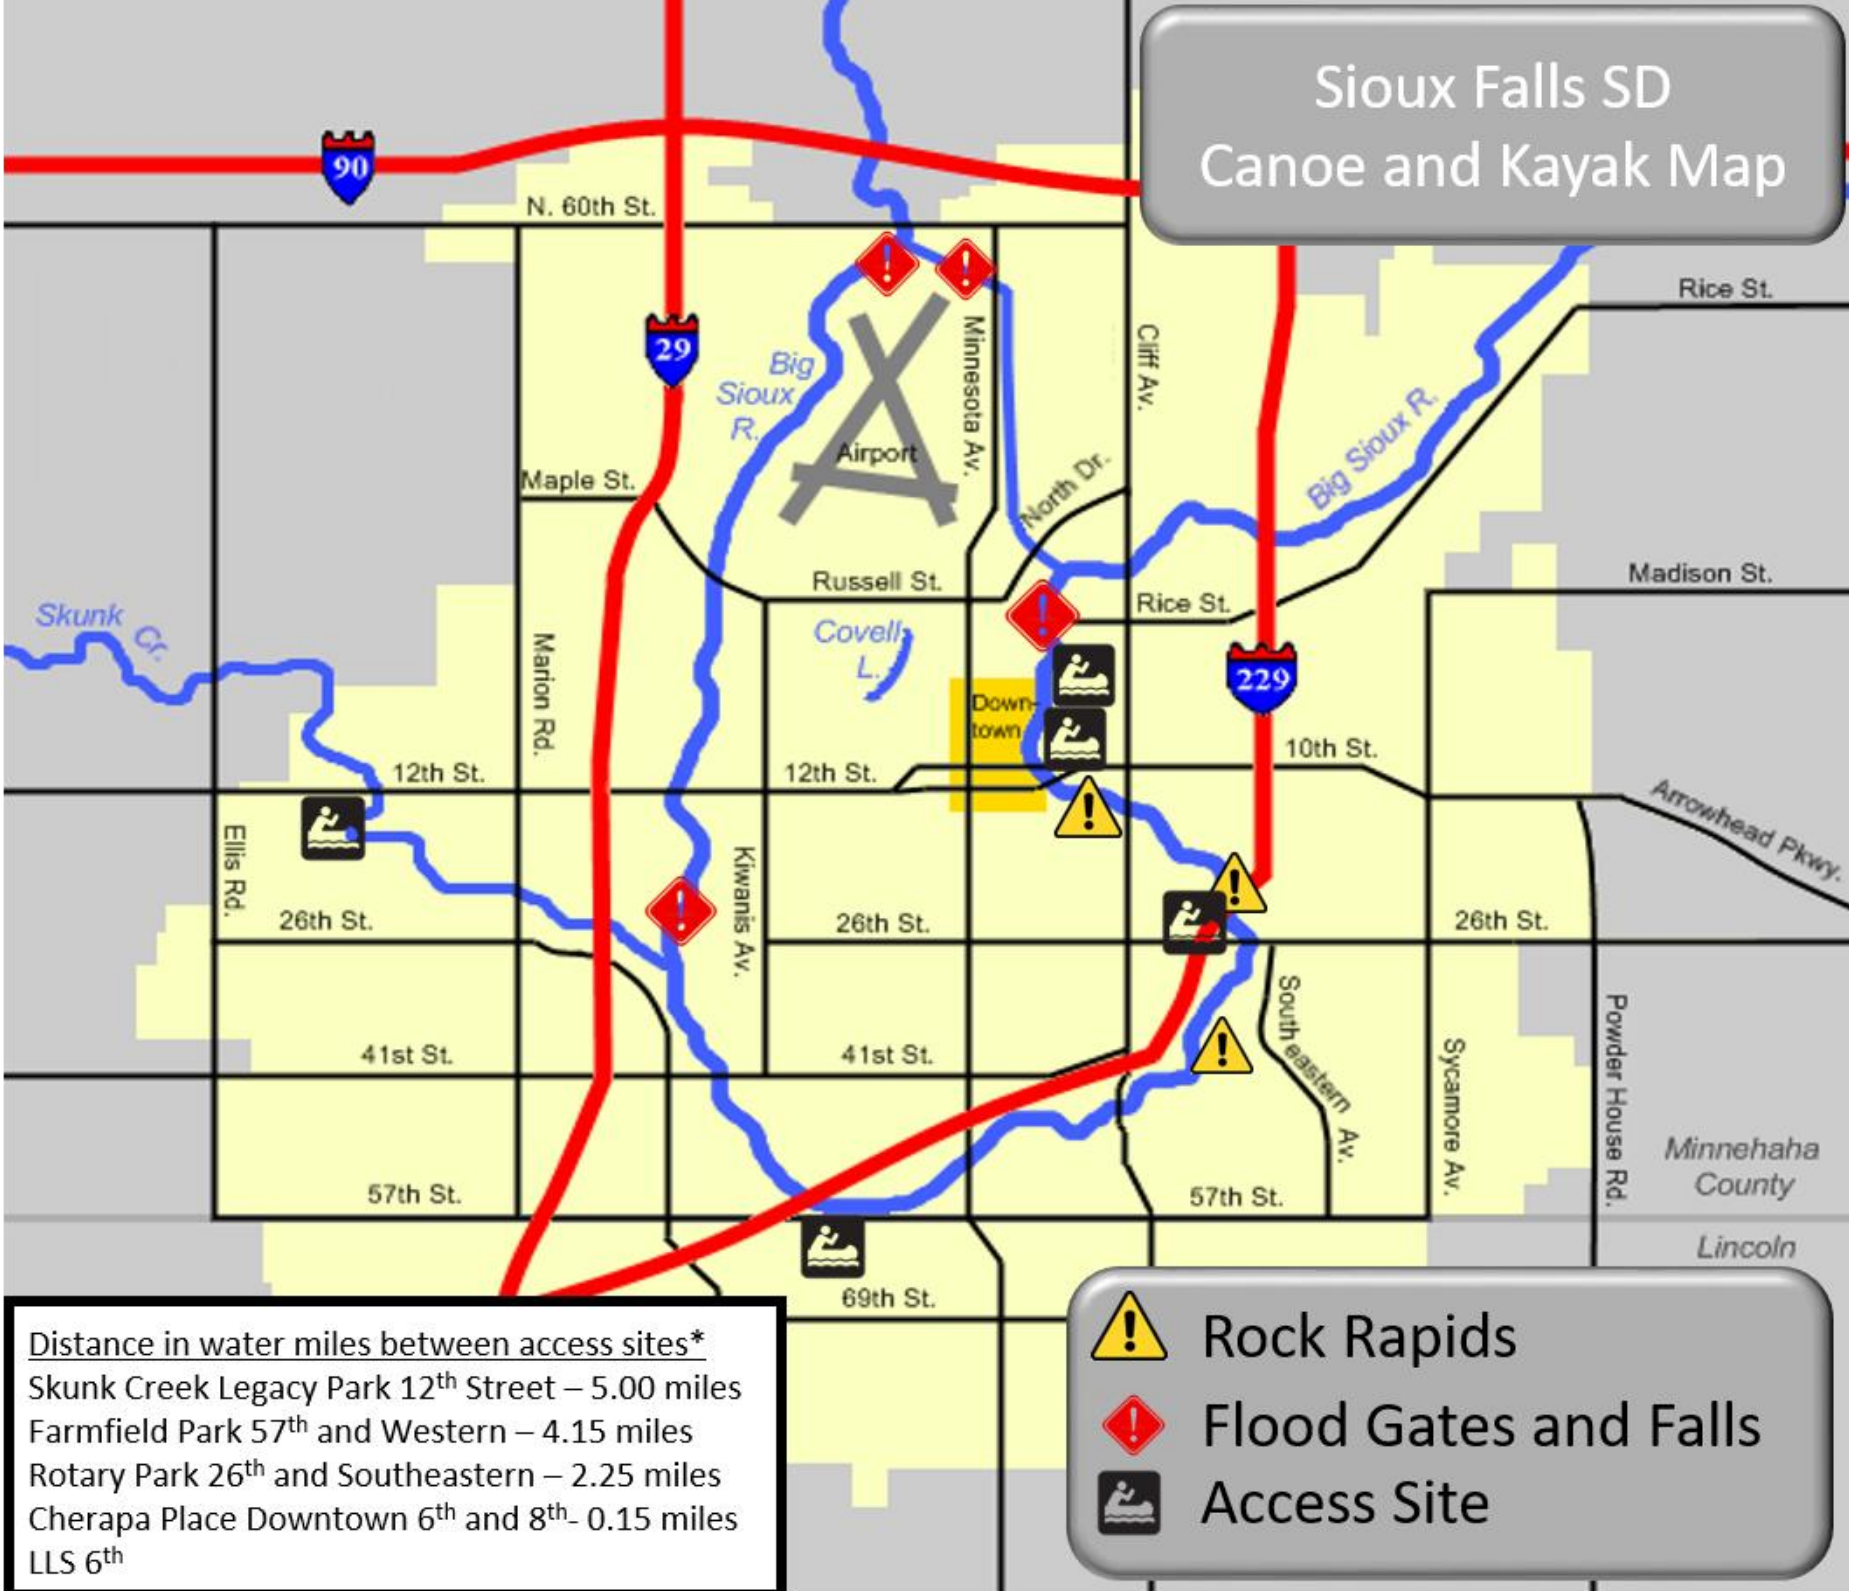 Sioux Falls SD
Canoe and Kayak Map
90
N. 60th St.
Rice St.
29
Big
Sioux
R.
Minnesota Av.
Cliff Av.
Airport
Big Sioux R.
Maple St.
North Dr.
Russell St.
Madison St.
Rice St.
Skunk
Cr.
Covell
L.
Marion Rd.
229
Down-
town
12th St.
12th St.
10th St.
Arrowhead Pkwy.
Ellis Rd.
Kiwanis Av.
26th St.
26th St.
26th St.
Southeastern Av.
Powder House Rd.
41st St.
41st St.
Sycamore Av.
Minnehaha
County
57th St.
57th St.
Lincoln
69th St.
Distance in water miles between access sites*
Skunk Creek Legacy Park 12th Street – 5.00 miles
Farmfield Park 57th and Western – 4.15 miles
Rotary Park 26th and Southeastern – 2.25 miles
Cherapa Place Downtown 6th and 8th- 0.15 miles
LLS 6th
Rock Rapids
Flood Gates and Falls
Access Site